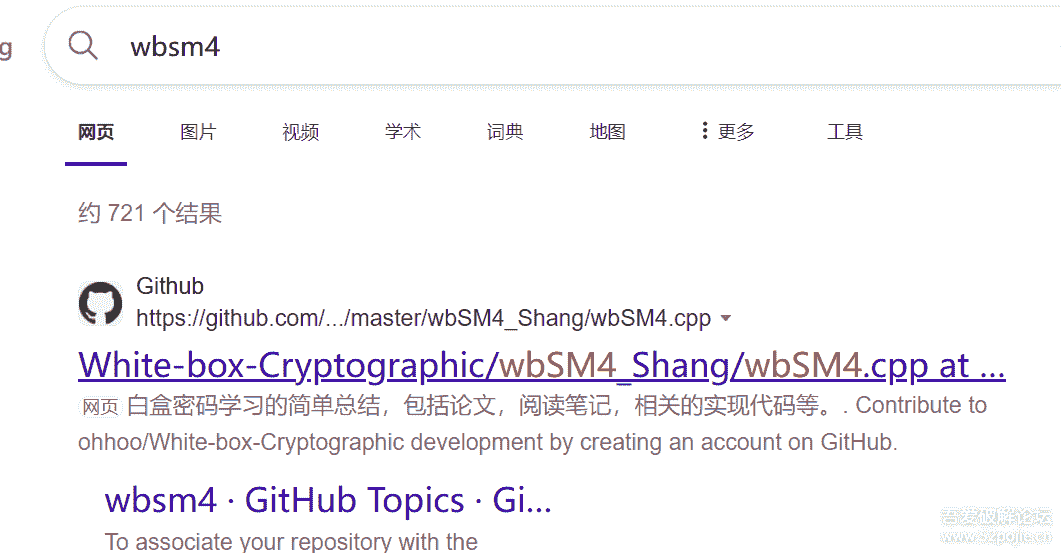 g
wbsm4
网页 图片 视频 学术 词典 地图 更多 工具
约 721 个结果
Github
https://github.com/.../master/wbSM4_Shang/wbSM4.cpp
White-box-Cryptographic/wbSM4_Shang/wbSM4.cpp at ...
网页 白盒密码学习的简单总结，包括论文，阅读笔记，相关的实现代码等。. Contribute to
ohhoo/White-box-Cryptographic development by creating an account on GitHub.
wbsm4 · GitHub Topics · Gi...
To associate your repository with the
吾爱破解论坛
www.52pojie.cn